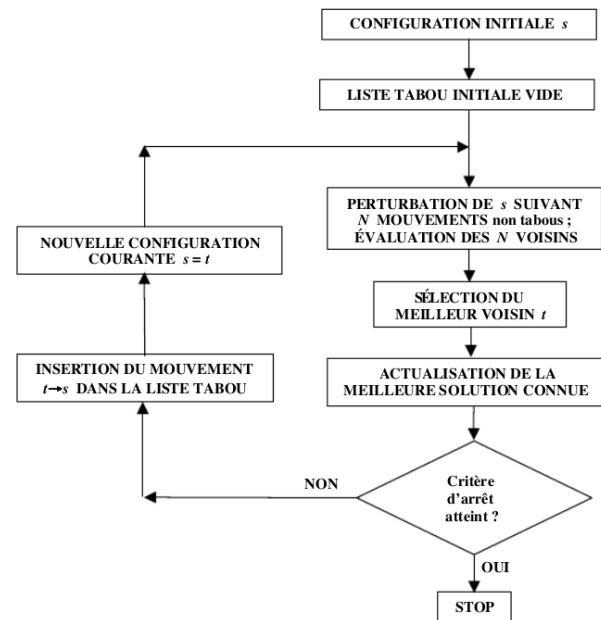 CONFIGURATION INITIALE s
LISTE TABOU INITIALE VIDE
PERTURBATION DE s SUIVANT
N MOUVEMENTS non tabous ;
ÉVALUATION DES N VOISINS
SÉLECTION DU
MEILLEUR VOISIN t
ACTUALISATION DE LA
MEILLEURE SOLUTION CONNUE
Critère
d'arrêt
atteint ?
NON
INSERTION DU MOUVEMENT
t→s DANS LA LISTE TABOU
NOUVELLE CONFIGURATION
COURANTE s = t
OUI
STOP